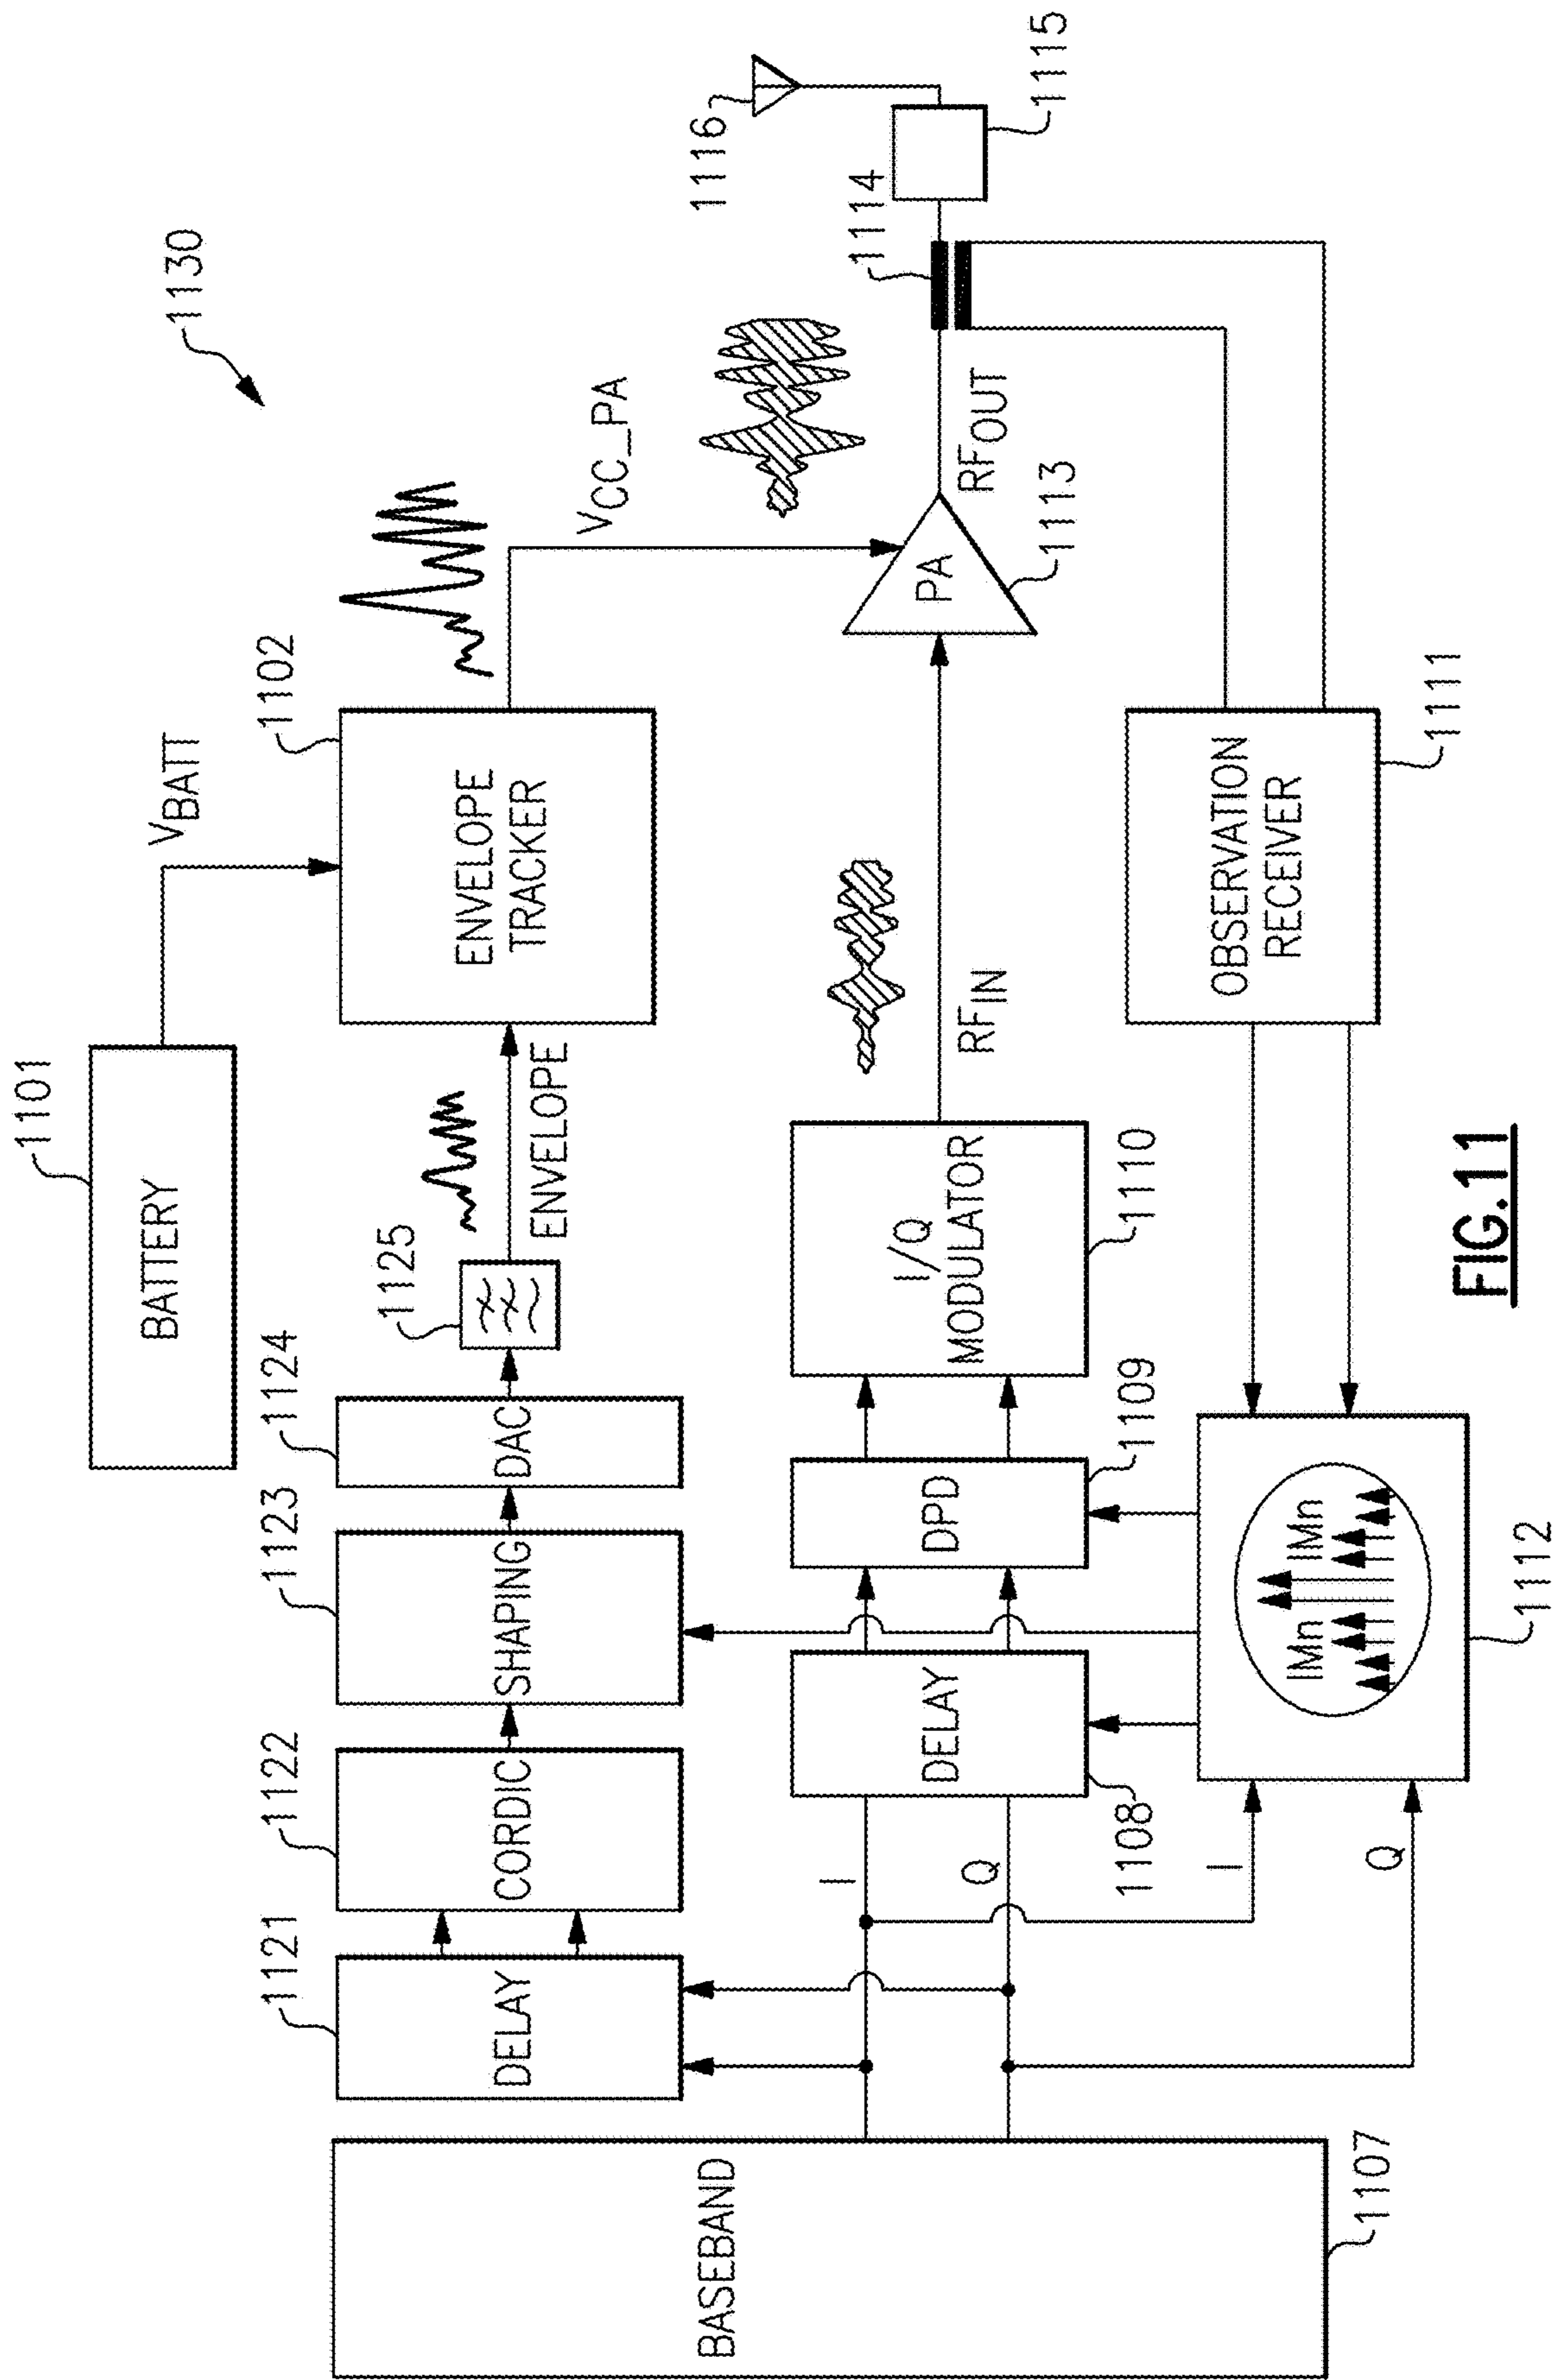 1130
1101
BATTERY
VBATT
1102
ENVELOPE
TRACKER
VCC_PA
1121
DELAY
1122
CORDIC
1123
SHAPING
1124
DAC
1125
ENVELOPE
1116
1114
1115
BASEBAND
1107
I
Q
DELAY
1108
DPD
1109
I/Q
MODULATOR
1110
RFIN
PA
1113
RFOUT
I
Q
IMn
IMn
1112
OBSERVATION
RECEIVER
1111
FIG.11